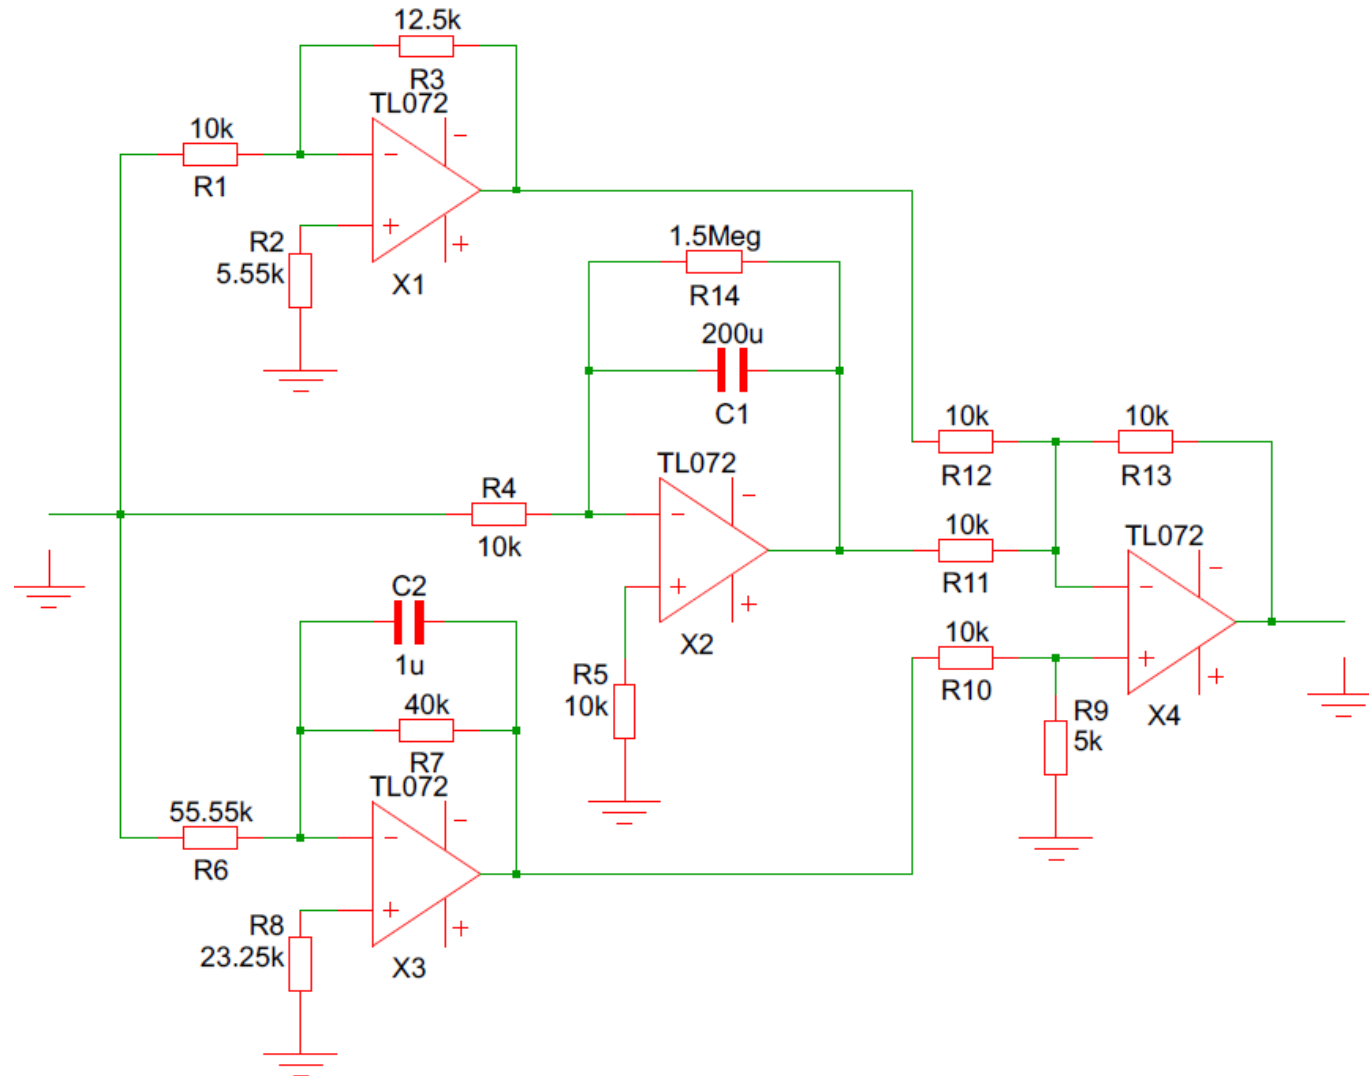 12.5k
R3
TL072
10k
R1
R2
5.55k
X1
1.5Meg
R14
200u
C1
10k
R12
10k
R13
TL072
R4
10k
10k
R11
TL072
C2
1u
X2
10k
R10
R5
10k
R9
5k
X4
40k
R7
TL072
55.55k
R6
R8
23.25k
X3